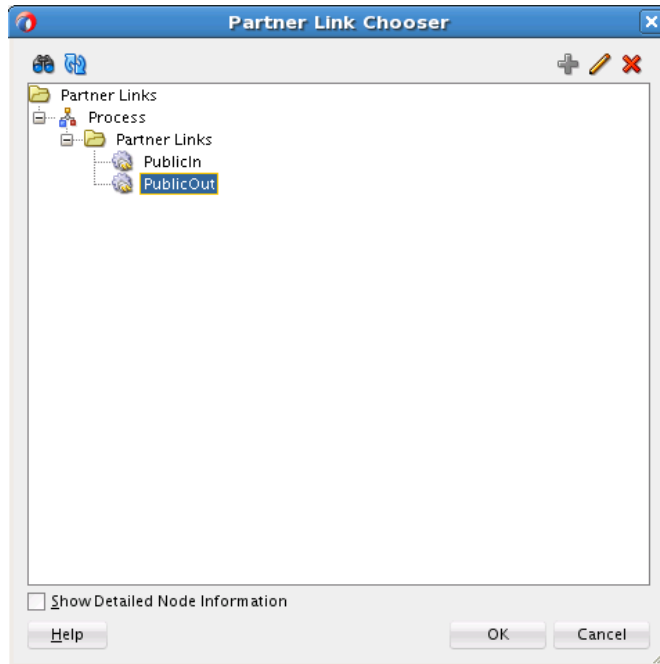 Partner Link Chooser
Partner Links
Process
Partner Links
PublicIn
PublicOut
Show Detailed Node Information
Help OK Cancel